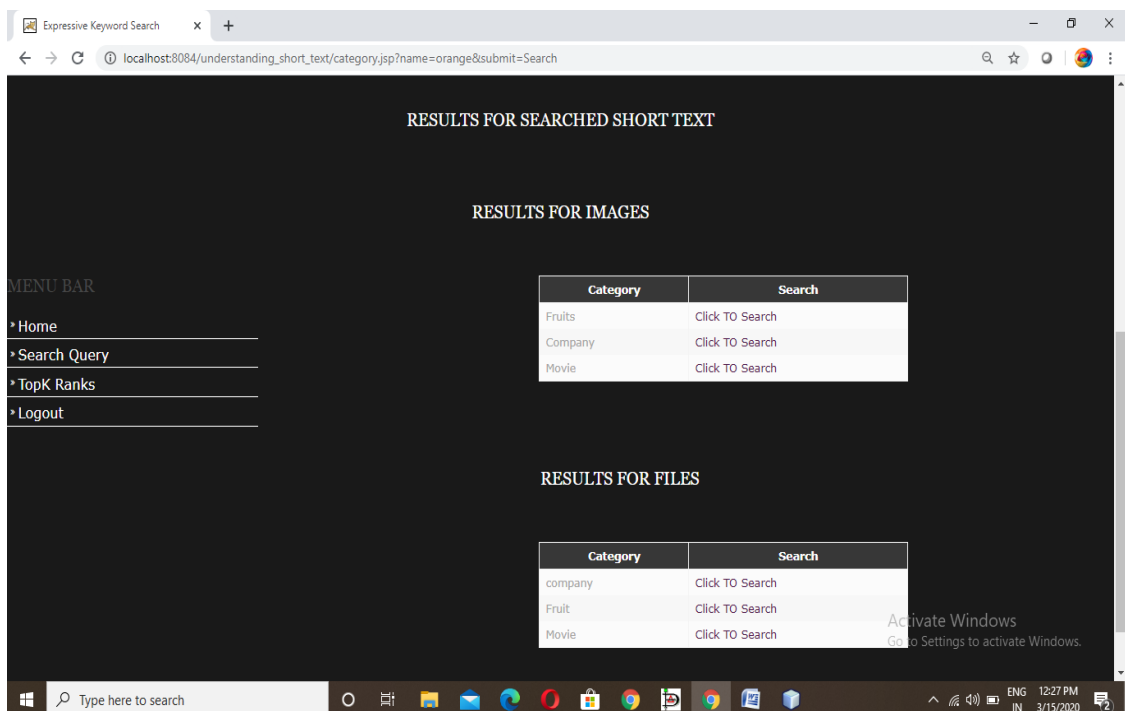 Expressive Keyword Search
localhost:8084/understanding_short_text/category.jsp?name=orange&submit=Search
RESULTS FOR SEARCHED SHORT TEXT
RESULTS FOR IMAGES
MENU BAR
Home
Search Query
TopK Ranks
Logout
Category Search
Fruits Click TO Search
Company Click TO Search
Movie Click TO Search
RESULTS FOR FILES
Category Search
company Click TO Search
Fruit Click TO Search
Movie Click TO Search
Activate Windows
Go to Settings to activate Windows.
Type here to search
ENG 12:27 PM
IN 3/15/2020
2